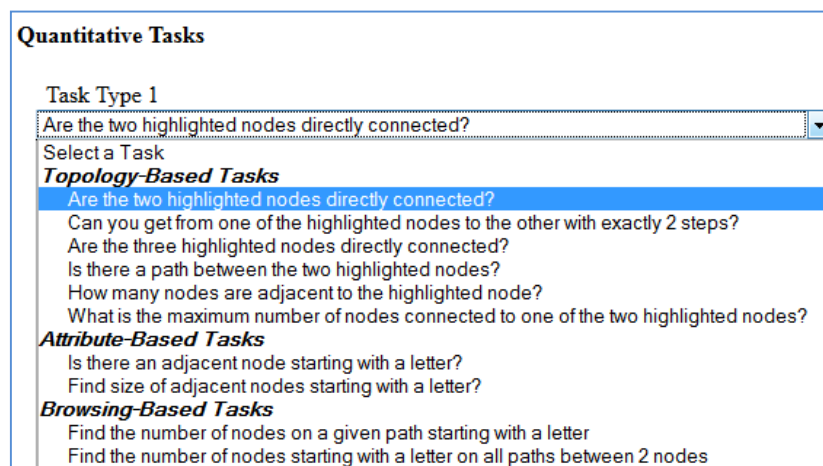 Quantitative Tasks
Task Type 1
Are the two highlighted nodes directly connected?
Select a Task
Topology-Based Tasks
Are the two highlighted nodes directly connected?
Can you get from one of the highlighted nodes to the other with exactly 2 steps?
Are the three highlighted nodes directly connected?
Is there a path between the two highlighted nodes?
How many nodes are adjacent to the highlighted node?
What is the maximum number of nodes connected to one of the two highlighted nodes?
Attribute-Based Tasks
Is there an adjacent node starting with a letter?
Find size of adjacent nodes starting with a letter?
Browsing-Based Tasks
Find the number of nodes on a given path starting with a letter
Find the number of nodes starting with a letter on all paths between 2 nodes